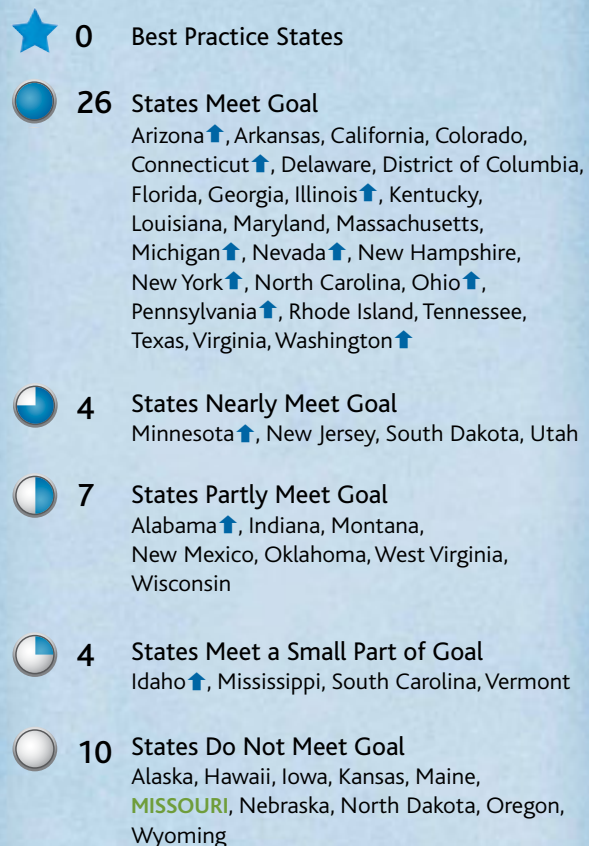 0 Best Practice States
26 States Meet Goal
Arizona⬆, Arkansas, California, Colorado,
Connecticut⬆, Delaware, District of Columbia,
Florida, Georgia, Illinois⬆, Kentucky,
Louisiana, Maryland, Massachusetts,
Michigan⬆, Nevada⬆, New Hampshire,
New York⬆, North Carolina, Ohio⬆,
Pennsylvania⬆, Rhode Island, Tennessee,
Texas, Virginia, Washington⬆
4 States Nearly Meet Goal
Minnesota⬆, New Jersey, South Dakota, Utah
7 States Partly Meet Goal
Alabama⬆, Indiana, Montana,
New Mexico, Oklahoma, West Virginia,
Wisconsin
4 States Meet a Small Part of Goal
Idaho⬆, Mississippi, South Carolina, Vermont
10 States Do Not Meet Goal
Alaska, Hawaii, Iowa, Kansas, Maine,
MISSOURI, Nebraska, North Dakota, Oregon,
Wyoming